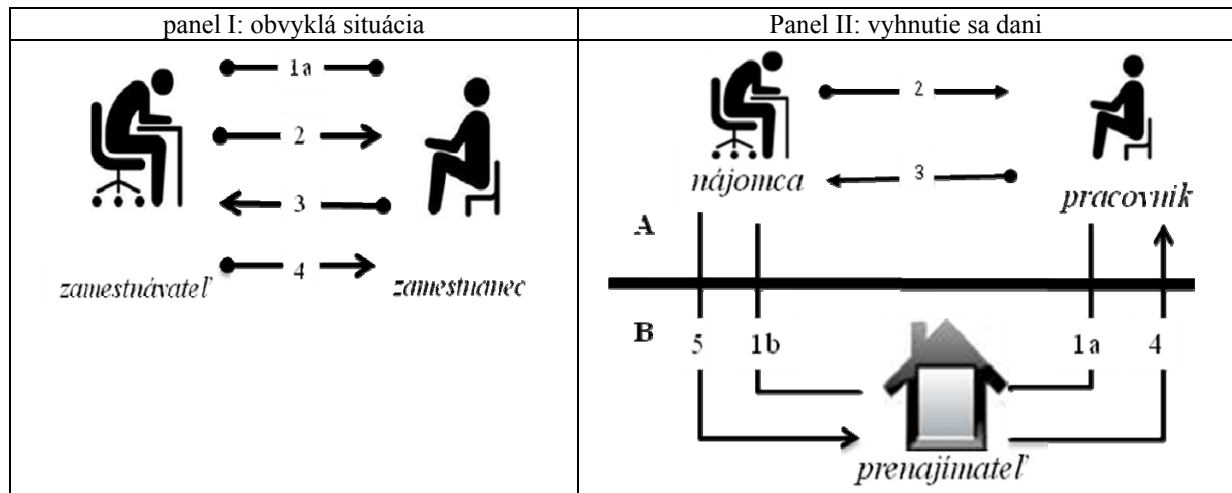 panel I: obvyklá situácia
1a
2
3
4
zamestnávateľ
zamestnanec
Panel II: vyhnutie sa dani
2
3
nájomca
pracovnik
A
B
5
1b
1a
4
prenajímateľ